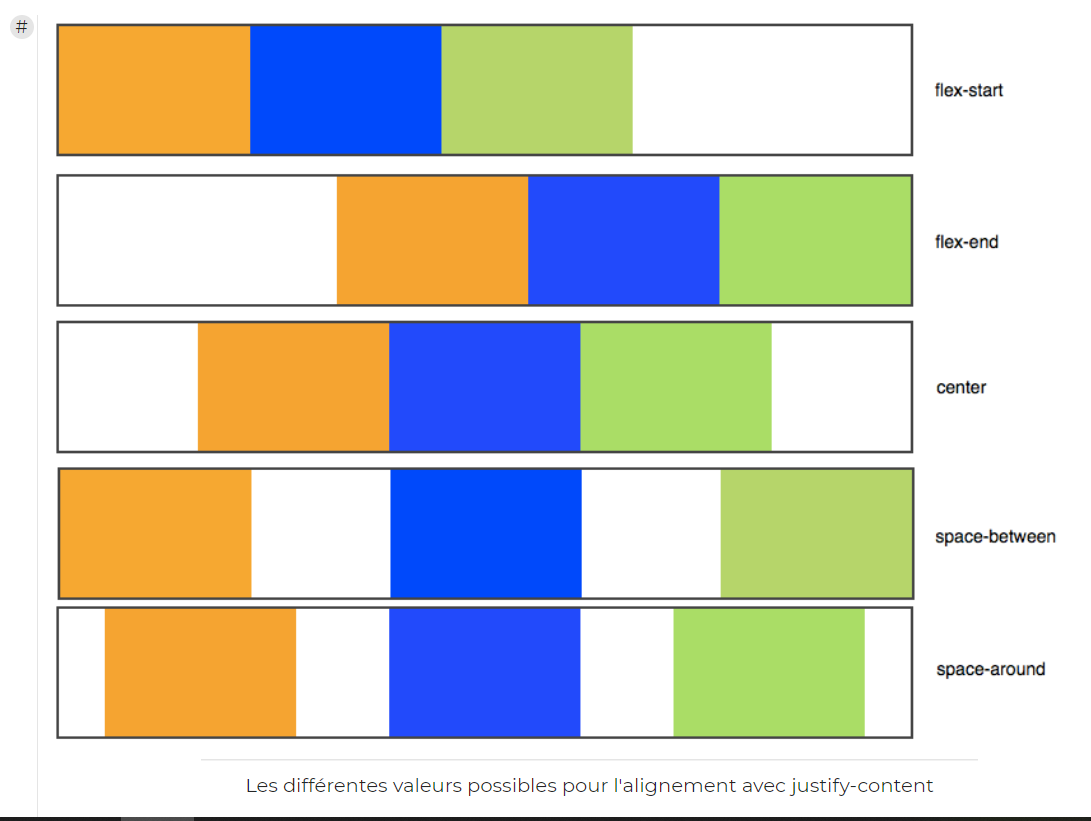 #
flex-start
flex-end
center
space-between
space-around
Les différentes valeurs possibles pour l'alignement avec justify-content